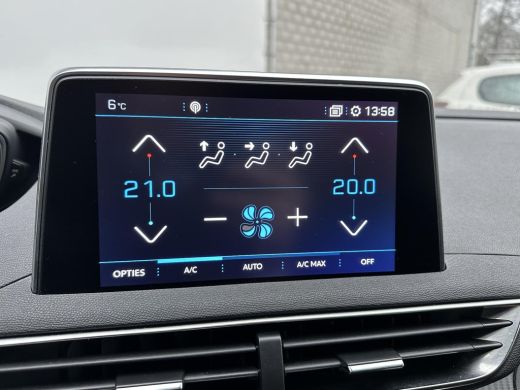 6 °C 13:58
21.0 20.0
OPTIES A/C AUTO A/C MAX OFF